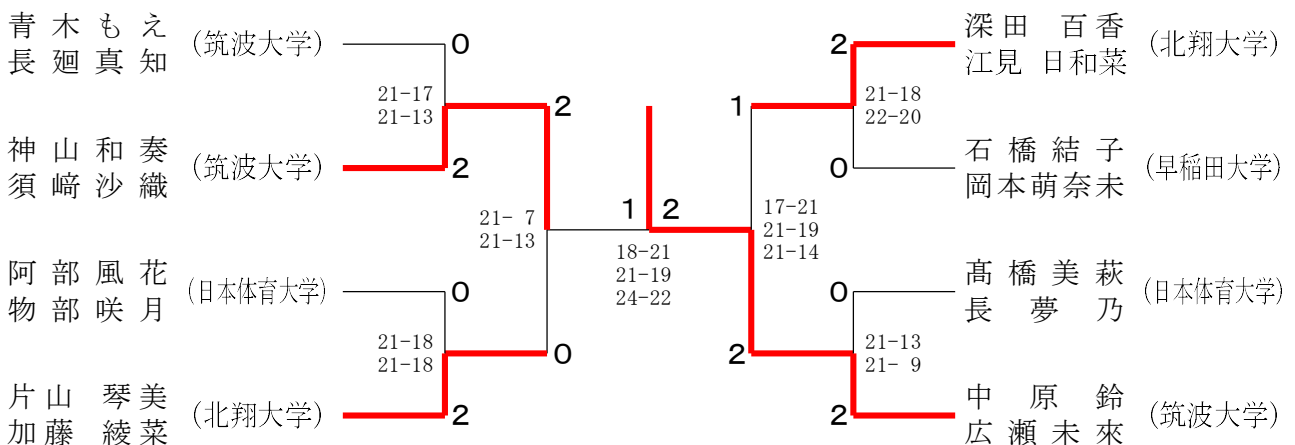 青木もえ
長廻真知
(筑波大学)
0
21-17
21-13
2
神山和奏
須﨑沙織
(筑波大学)
2
21- 7
21-13
阿部風花
物部咲月
(日本体育大学)
0
21-18
21-18
0
片山 琴美
加藤 綾菜
(北翔大学)
2
1 2
18-21
21-19
24-22
2
深田 百香
江見 日和菜
(北翔大学)
1
21-18
22-20
0
石橋結子
岡本萌奈未
(早稲田大学)
17-21
21-19
21-14
0
髙橋美萩
長 夢乃
(日本体育大学)
2
21-13
21- 9
2
中原 鈴
広瀬未來
(筑波大学)